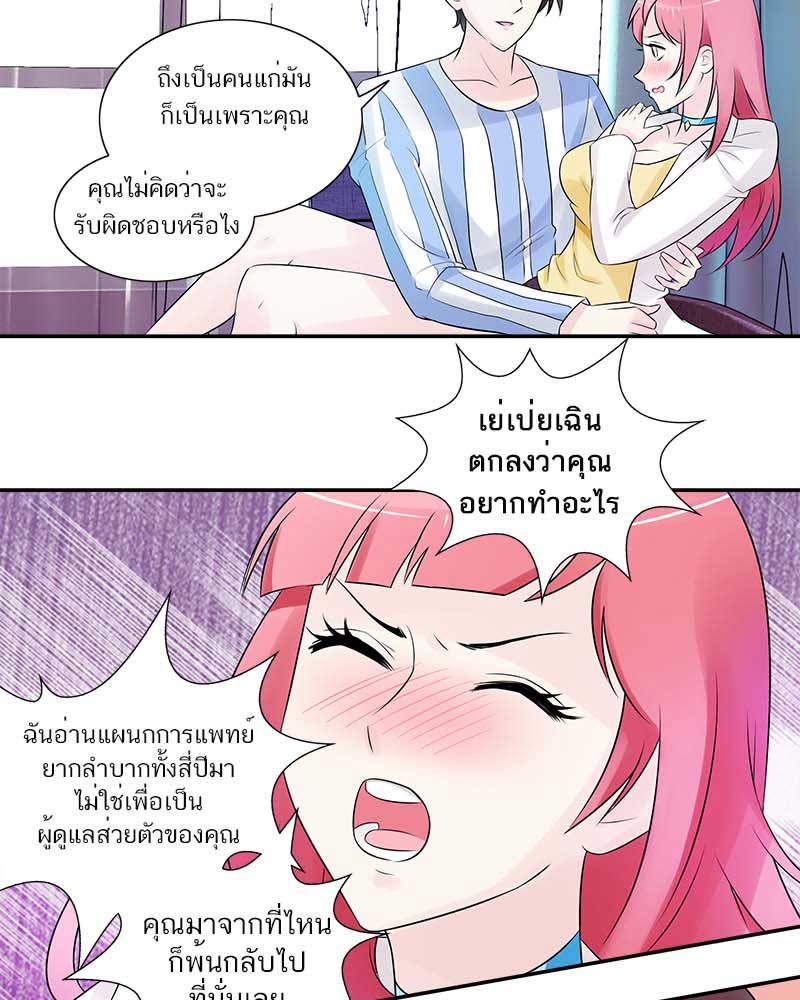 ถึงเป็นคนแก่มัน
ก็เป็นเพราะคุณ
คุณไม่คิดว่าจะ
รับผิดชอบหรือไง
เย่เป่ยเฉิน
ตกลงว่าคุณ
อยากทำอะไร
ฉันอ่านแผนกการแพทย์
ยากลำบากทั้งสี่ปีมา
ไม่ใช่เพื่อเป็น
ผู้ดูแลส่วยตัวของคุณ
คุณมาจากที่ไหน
ก็พ้นกลับไป
ที่นั่นเลย